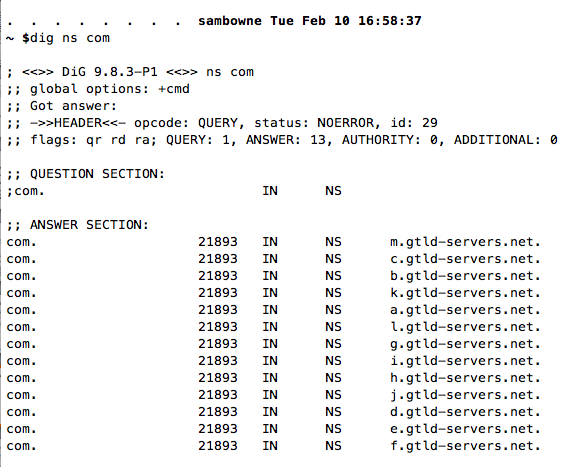 . . . . . . . . sambowne Tue Feb 10 16:58:37
~ $dig ns com
; <<>> DiG 9.8.3-P1 <<>> ns com
;; global options: +cmd
;; Got answer:
;; ->>HEADER<<- opcode: QUERY, status: NOERROR, id: 29
;; flags: qr rd ra; QUERY: 1, ANSWER: 13, AUTHORITY: 0, ADDITIONAL: 0
;; QUESTION SECTION:
;com. IN NS
;; ANSWER SECTION:
com. 21893 IN NS m.gtld-servers.net.
com. 21893 IN NS c.gtld-servers.net.
com. 21893 IN NS b.gtld-servers.net.
com. 21893 IN NS k.gtld-servers.net.
com. 21893 IN NS a.gtld-servers.net.
com. 21893 IN NS l.gtld-servers.net.
com. 21893 IN NS g.gtld-servers.net.
com. 21893 IN NS i.gtld-servers.net.
com. 21893 IN NS h.gtld-servers.net.
com. 21893 IN NS j.gtld-servers.net.
com. 21893 IN NS d.gtld-servers.net.
com. 21893 IN NS e.gtld-servers.net.
com. 21893 IN NS f.gtld-servers.net.